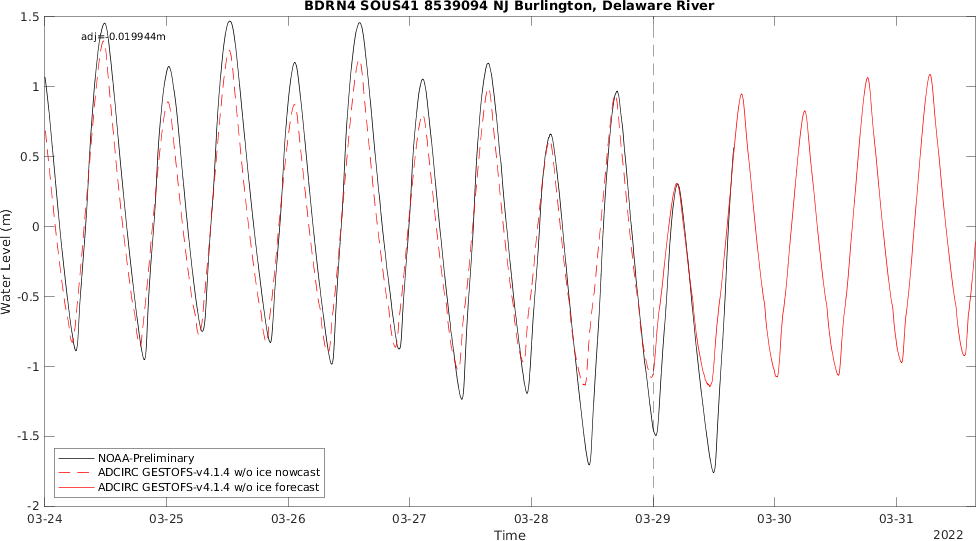 BDRN4 SOUS41 8539094 NJ Burlington, Delaware River
adj=-0.019944m
1.5
1
0.5
0
-0.5
-1
-1.5
-2
Water Level (m)
NOAA-Preliminary
ADCIRC GESTOFS-v4.1.4 w/o ice nowcast
ADCIRC GESTOFS-v4.1.4 w/o ice forecast
03-24 03-25 03-26 03-27 03-28 03-29 03-30 03-31
Time
2022